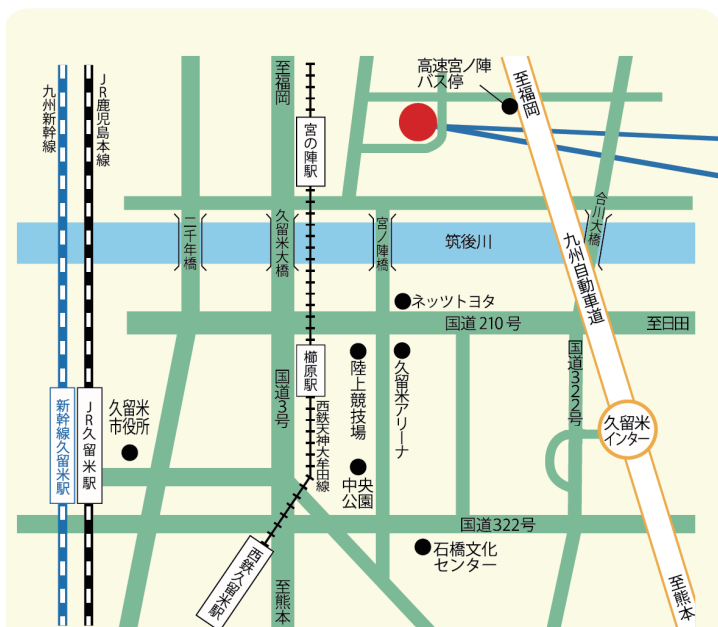 高速宮ノ陣
バス停
至福岡
至福岡
九州新幹線
JR鹿児島本線
宮の陣駅
二千年橋
久留米大橋
宮ノ陣橋
筑後川
合川大橋
九州自動車道
ネッツトヨタ
国道210号
至日田
櫛原駅
国道3号
陸上競技場
久留米アリーナ
国道322号
新幹線久留米駅
JR久留米駅
久留米
市役所
西鉄天神大牟田線
久留米
インター
中央
公園
国道322号
西鉄久留米駅
石橋文化
センター
至熊本
至熊本